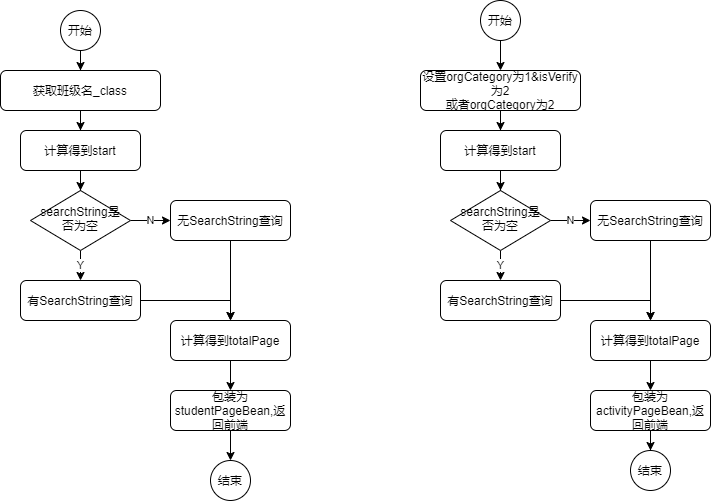 开始
获取班级名_class
计算得到start
searchString是
否为空
N
无SearchString查询
Y
有SearchString查询
计算得到totalPage
包装为
studentPageBean,返
回前端
结束
开始
设置orgCategory为1&isVerify
为2
或者orgCategory为2
计算得到start
searchString是
否为空
N
无SearchString查询
Y
有SearchString查询
计算得到totalPage
包装为
activityPageBean,返
回前端
结束